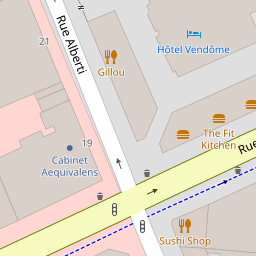 Rue Alberti
21
Gillou
Hôtel Vendôme
The Fit
Kitchen
Rue
19
Cabinet
Aequivalens
Sushi Shop